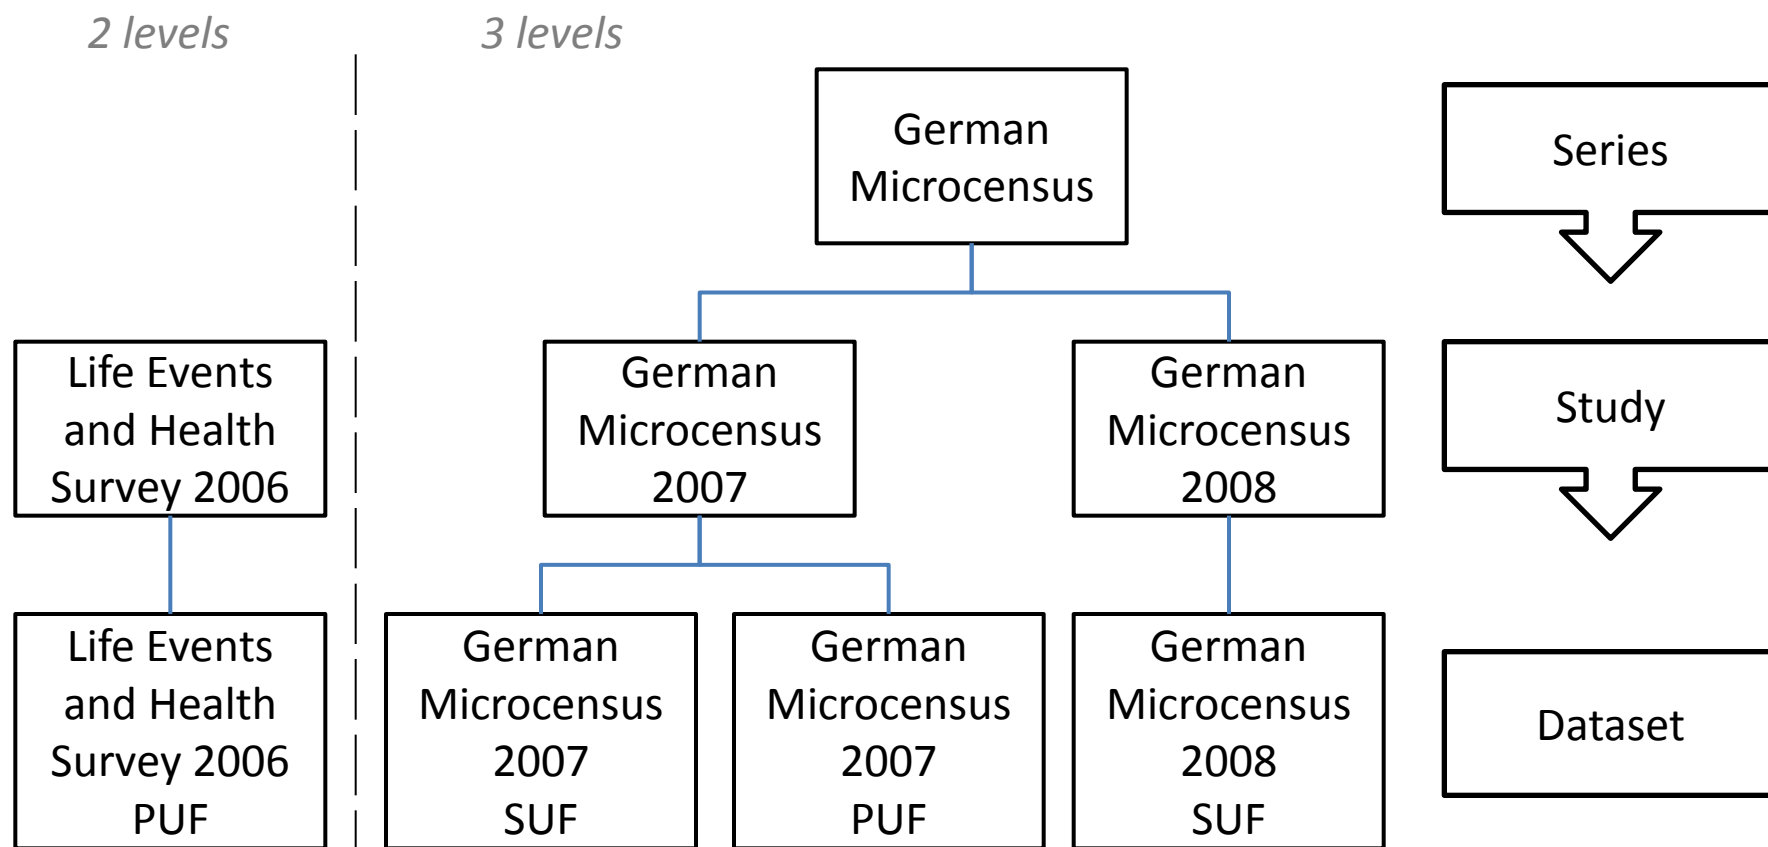 2 levels
3 levels
German
Microcensus
Series
Life Events
and Health
Survey 2006
German
Microcensus
2007
German
Microcensus
2008
Study
Life Events
and Health
Survey 2006
PUF
German
Microcensus
2007
SUF
German
Microcensus
2007
PUF
German
Microcensus
2008
SUF
Dataset